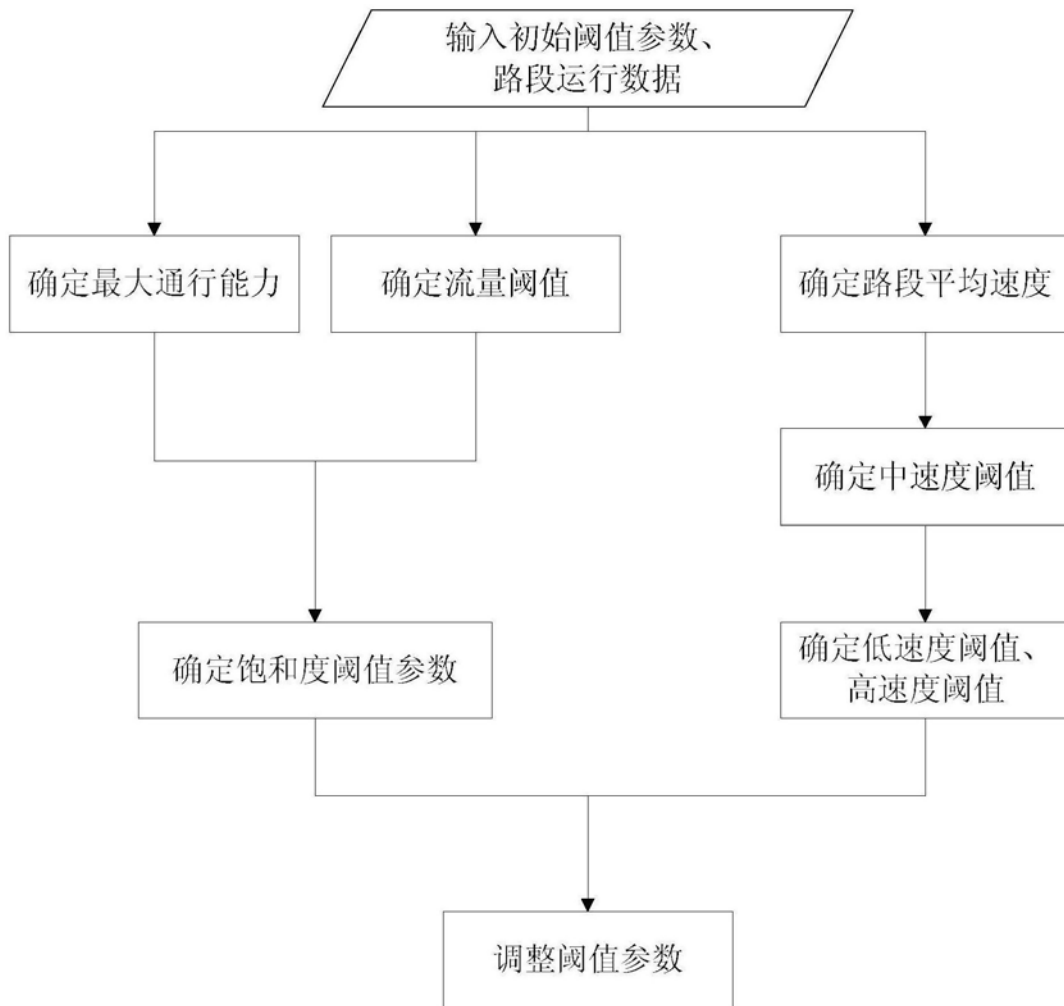 输入初始阈值参数、
路段运行数据
确定最大通行能力
确定流量阈值
确定路段平均速度
确定中速度阈值
确定饱和度阈值参数
确定低速度阈值、
高速度阈值
调整阈值参数